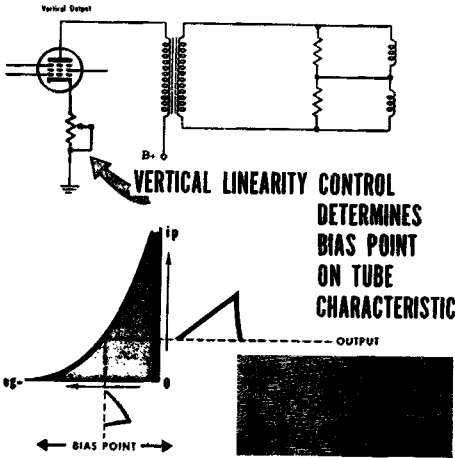 Vertical Output
B+
VERTICAL LINEARITY CONTROL
DETERMINES
BIAS POINT
ON TUBE
CHARACTERISTIC
ip
OUTPUT
eg-
0
BIAS POINT